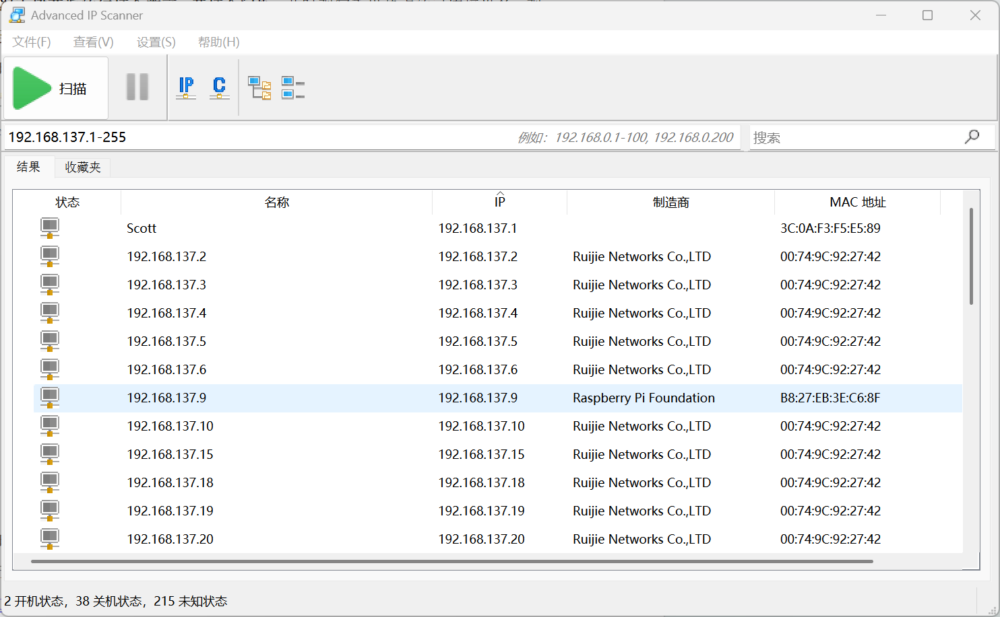 Advanced IP Scanner
文件(F) 查看(V) 设置(S) 帮助(H)
扫描 IP C
192.168.137.1-255 例如: 192.168.0.1-100, 192.168.0.200 搜索
结果 收藏夹
状态 名称 IP 制造商 MAC 地址
Scott 192.168.137.1 3C:0A:F3:F5:E5:89
192.168.137.2 192.168.137.2 Ruijie Networks Co.,LTD 00:74:9C:92:27:42
192.168.137.3 192.168.137.3 Ruijie Networks Co.,LTD 00:74:9C:92:27:42
192.168.137.4 192.168.137.4 Ruijie Networks Co.,LTD 00:74:9C:92:27:42
192.168.137.5 192.168.137.5 Ruijie Networks Co.,LTD 00:74:9C:92:27:42
192.168.137.6 192.168.137.6 Ruijie Networks Co.,LTD 00:74:9C:92:27:42
192.168.137.9 192.168.137.9 Raspberry Pi Foundation B8:27:EB:3E:C6:8F
192.168.137.10 192.168.137.10 Ruijie Networks Co.,LTD 00:74:9C:92:27:42
192.168.137.15 192.168.137.15 Ruijie Networks Co.,LTD 00:74:9C:92:27:42
192.168.137.18 192.168.137.18 Ruijie Networks Co.,LTD 00:74:9C:92:27:42
192.168.137.19 192.168.137.19 Ruijie Networks Co.,LTD 00:74:9C:92:27:42
192.168.137.20 192.168.137.20 Ruijie Networks Co.,LTD 00:74:9C:92:27:42
2 开机状态，38 关机状态，215 未知状态